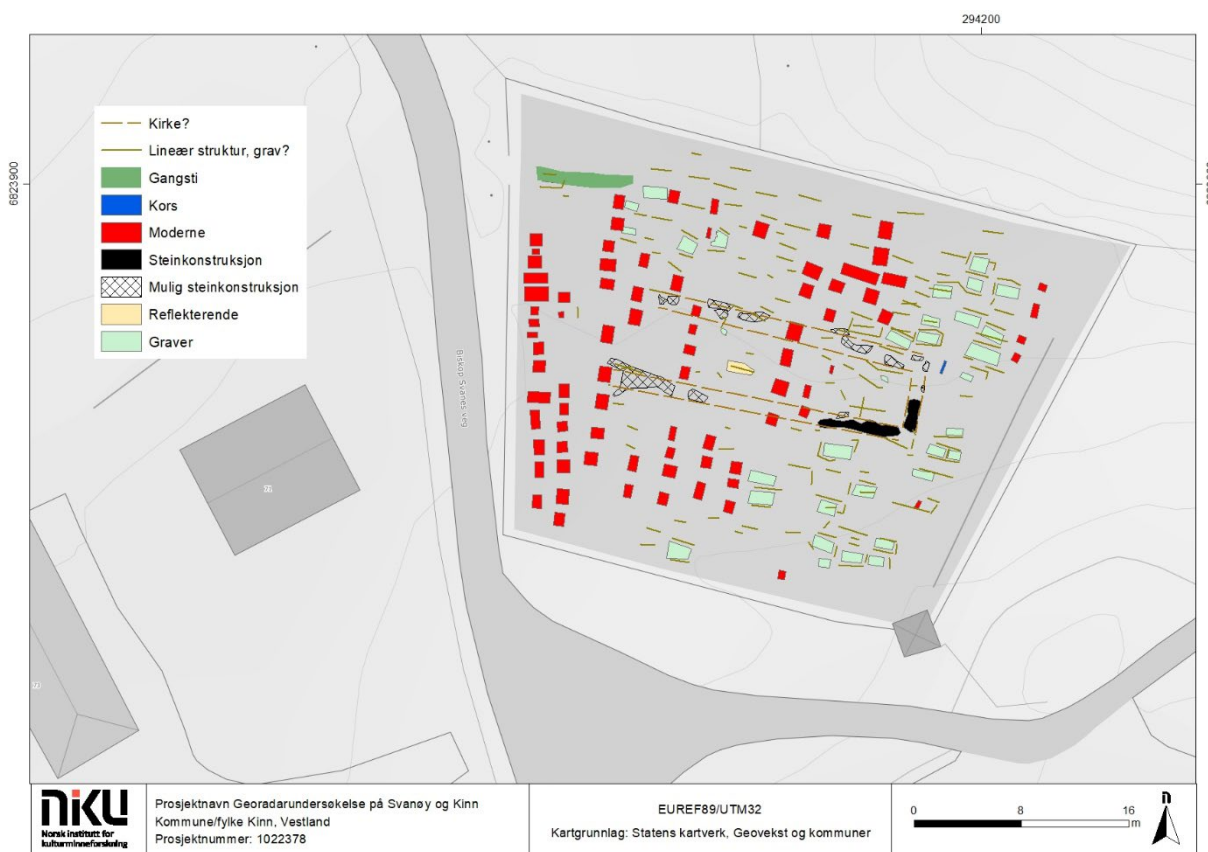 294200
6823900
Kirke?
Lineær struktur, grav?
Gangsti
Kors
Moderne
Steinkonstruksjon
Mulig steinkonstruksjon
Reflekterende
Graver
Biskop Svanes veg
71
73
NIKU
Norsk institutt for
kulturminneforskning
Prosjektnavn Georadarundersøkelse på Svanøy og Kinn
Kommune/fylke Kinn, Vestland
Prosjektnummer: 1022378
EUREF89/UTM32
Kartgrunnlag: Statens kartverk, Geovekst og kommuner
0 8 16
m
n